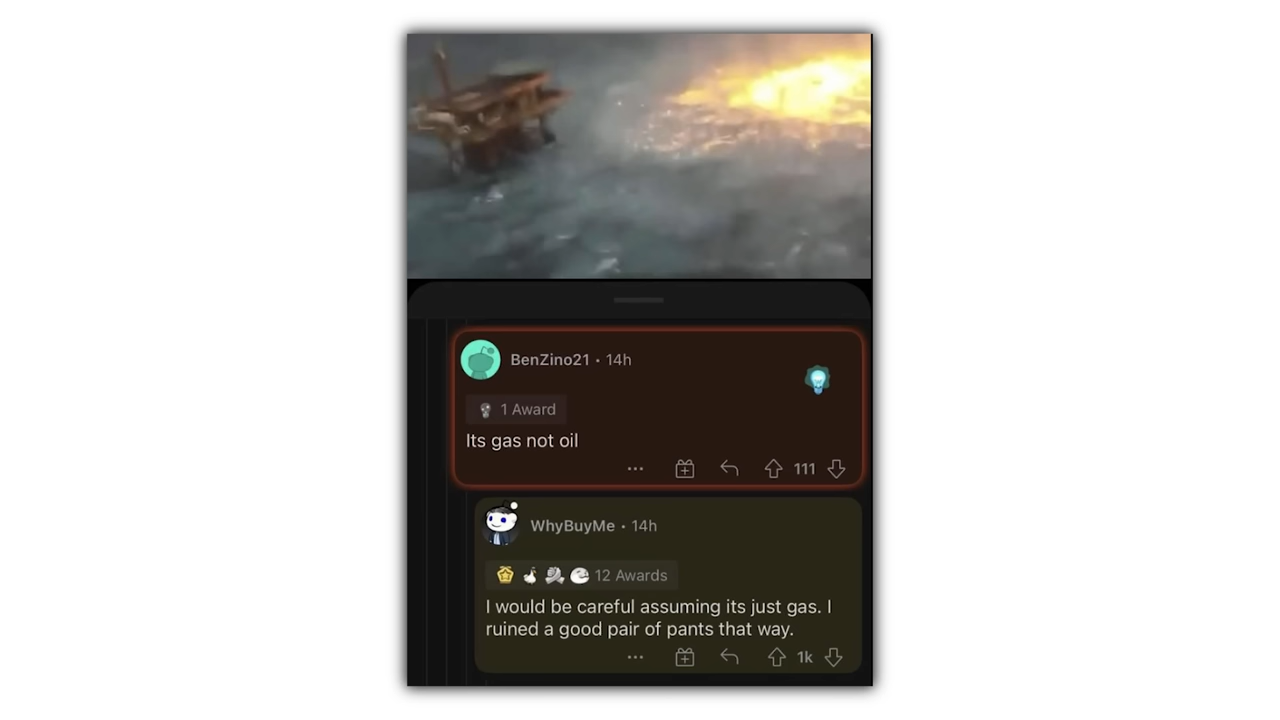 BenZino21 • 14h
1 Award
Its gas not oil
111
WhyBuyMe • 14h
12 Awards
I would be careful assuming its just gas. I
ruined a good pair of pants that way.
1k